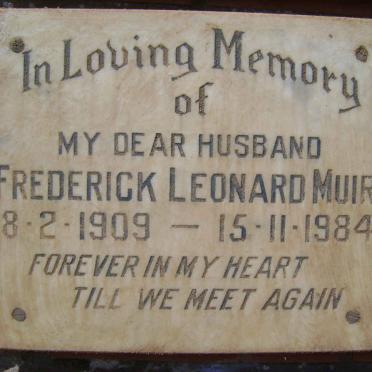 In Loving Memory
of
MY DEAR HUSBAND
FREDERICK LEONARD MUIR
8·2·1909 — 15·11·1984
FOREVER IN MY HEART
TILL WE MEET AGAIN